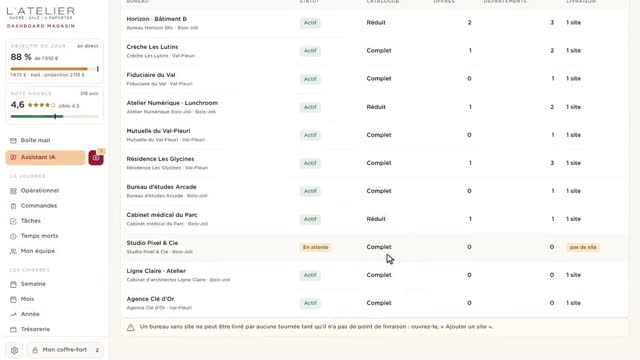 L'ATELIER
SUCRÉ · SALÉ · À EMPORTER
DASHBOARD MAGASIN
OBJECTIF DU JOUR en direct
88 % de 1 910 €
NOTE GOOGLE 315 avis
4,6 ★★★★ cible 4,5
Boîte mail
Assistant IA
1
LA JOURNÉE
Opérationnel
Commandes
Tâches
Temps morts
Mon équipe
LES CHIFFRES
Semaine
Mois
Année
Trésorerie
Mon coffre-fort 2
BUREAU STATUT CATALOGUE OFFRES DÉPARTEMENTS LIVRAISON
Horizon · Bâtiment B Actif Réduit 2 3 1 site
Bureau Horizon SRL · Bois-Joli
Crèche Les Lutins Actif Complet 1 2 1 site
Crèche Les Lutins · Val-Fleuri
Fiduciaire du Val Actif Complet 0 1 1 site
Fiduciaire du Val · Val-Fleuri
Atelier Numérique · Lunchroom Actif Réduit 1 2 1 site
Atelier Numérique Bois-Joli · Bois-Joli
Mutuelle du Val-Fleuri Actif Complet 0 1 1 site
Mutuelle du Val-Fleuri · Val-Fleuri
Résidence Les Glycines Actif Complet 1 3 1 site
Résidence Les Glycines · Val-Fleuri
Bureau d'études Arcade Actif Complet 0 1 1 site
Bureau d'études Arcade · Bois-Joli
Cabinet médical du Parc Actif Réduit 1 1 1 site
Cabinet médical du Parc · Bois-Joli
Studio Pixel & Cie En attente Complet 0 0 pas de site
Studio Pixel & Cie · Bois-Joli
Ligne Claire · Atelier Actif Complet 0 0 1 site
Cabinet d'architectes Ligne Claire · Bois-Joli
Agence Clé d'Or Actif Complet 0 0 1 site
Agence Clé d'Or · Val-Fleuri
Un bureau sans site ne peut être livré par aucune tournée tant qu'il n'a pas de point de livraison : ouvrez-le, « Ajouter un site ».